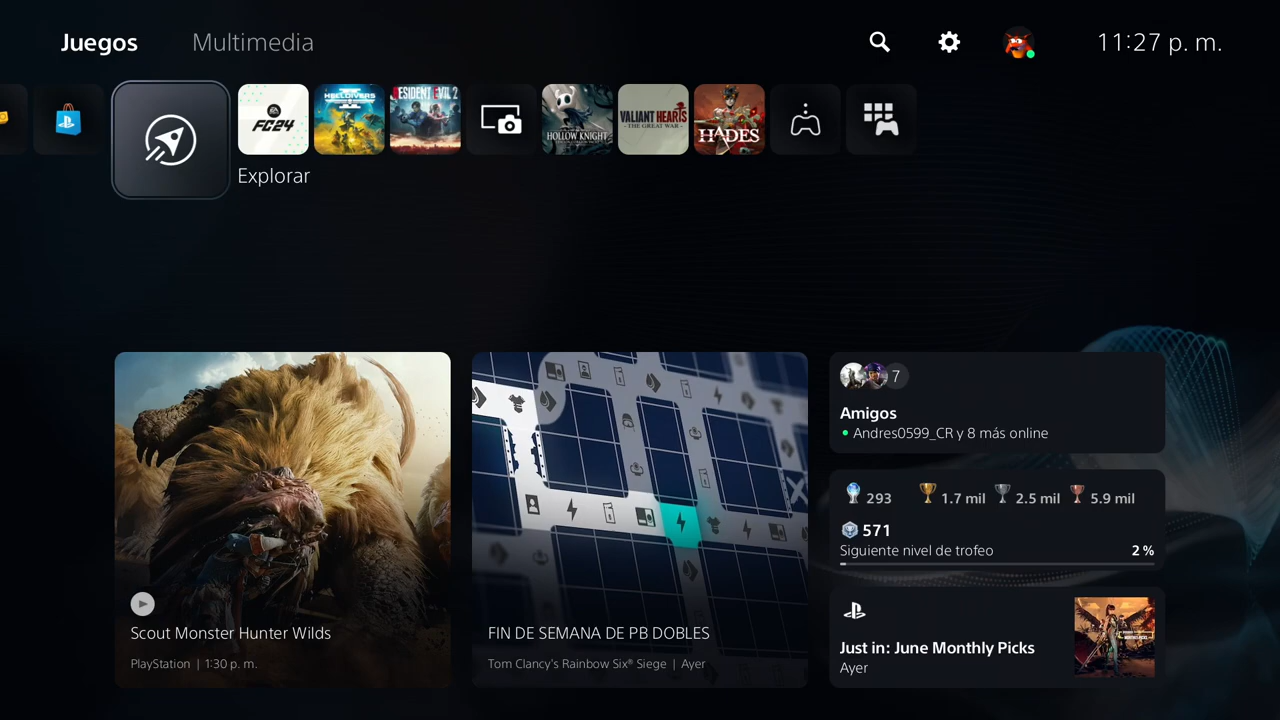 Juegos
Multimedia
11:27 p. m.
EA
FC24
HELLDIVERS
II
RESIDENT EVIL 2
HOLLOW KNIGHT
VALIANT HEARTS
- THE GREAT WAR -
HADES
Explorar
Scout Monster Hunter Wilds
PlayStation | 1:30 p. m.
FIN DE SEMANA DE PB DOBLES
Tom Clancy's Rainbow Six® Siege | Ayer
7
Amigos
Andres0599_CR y 8 más online
293 1.7 mil 2.5 mil 5.9 mil
571
Siguiente nivel de trofeo 2 %
Just in: June Monthly Picks
Ayer